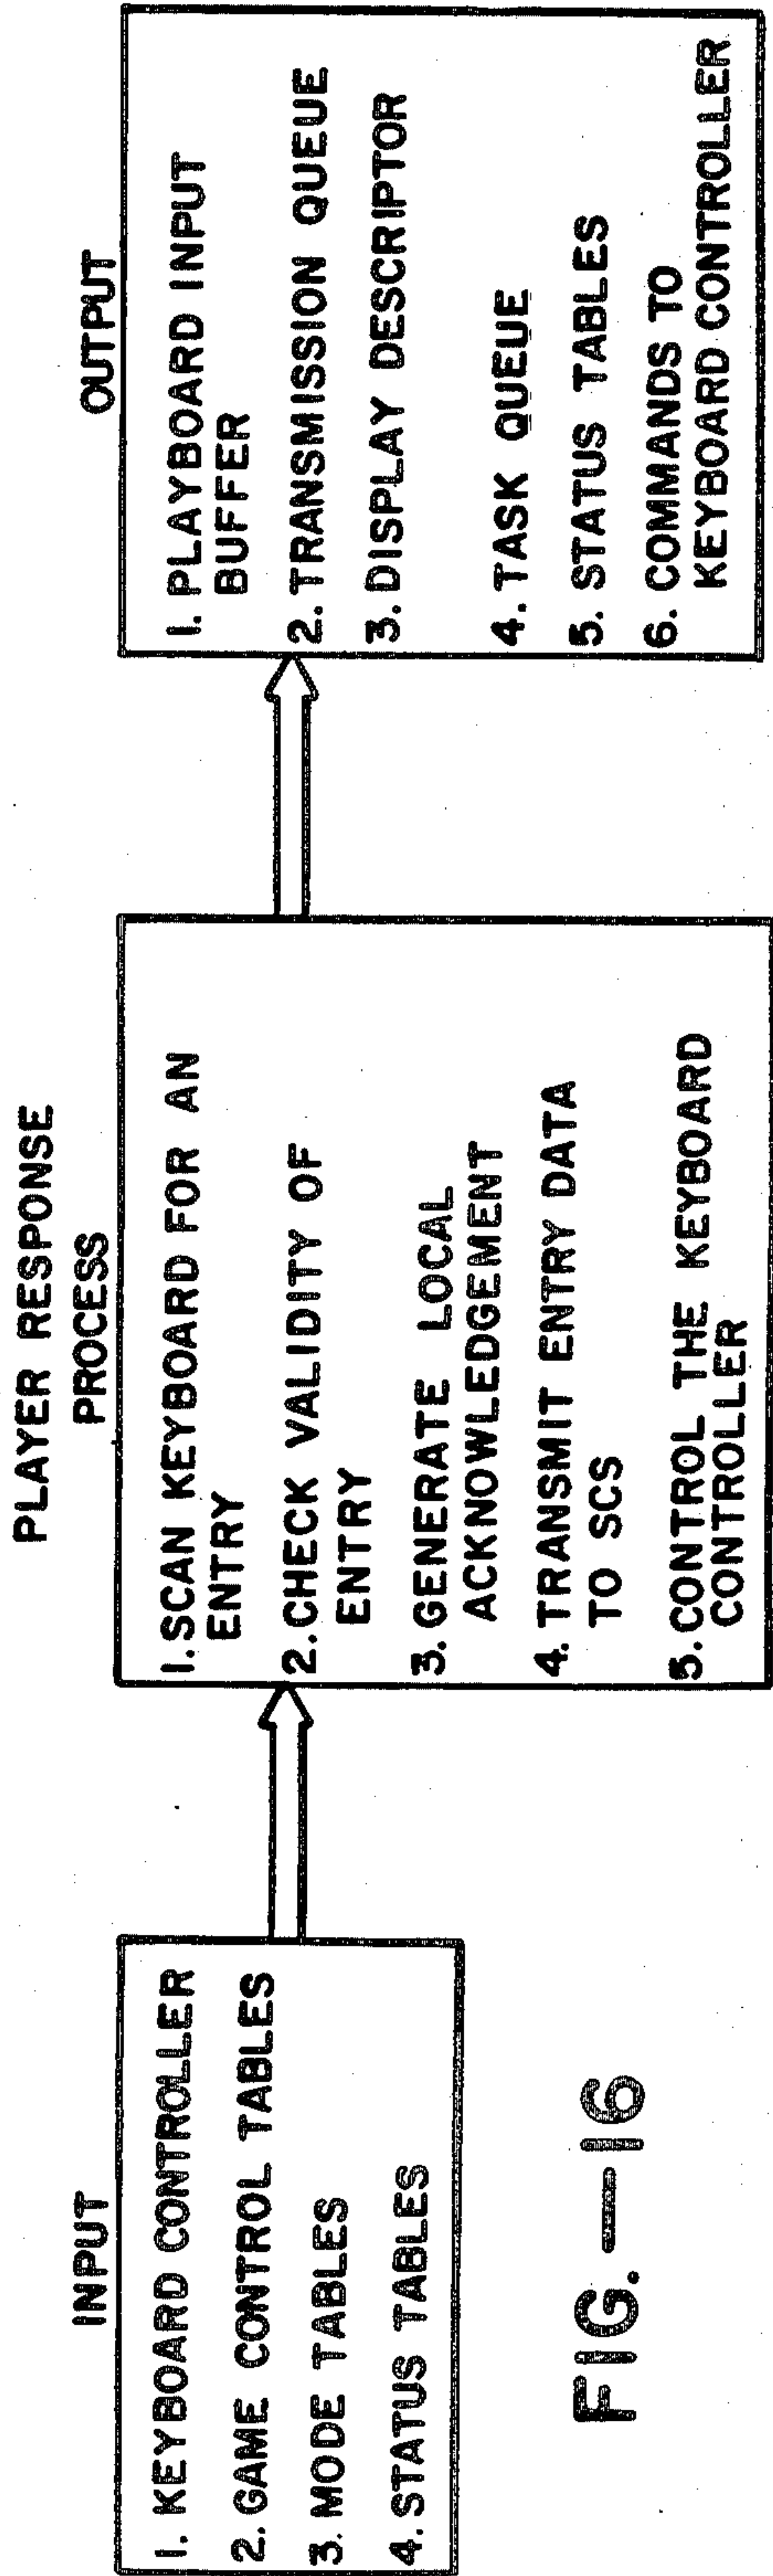 INPUT
1. KEYBOARD CONTROLLER
2. GAME CONTROL TABLES
3. MODE TABLES
4. STATUS TABLES
PLAYER RESPONSE
PROCESS
1. SCAN KEYBOARD FOR AN
ENTRY
2. CHECK VALIDITY OF
ENTRY
3. GENERATE LOCAL
ACKNOWLEDGEMENT
4. TRANSMIT ENTRY DATA
TO SCS
5. CONTROL THE KEYBOARD
CONTROLLER
OUTPUT
1. PLAYBOARD INPUT
BUFFER
2. TRANSMISSION QUEUE
3. DISPLAY DESCRIPTOR
4. TASK QUEUE
5. STATUS TABLES
6. COMMANDS TO
KEYBOARD CONTROLLER
FIG.—16